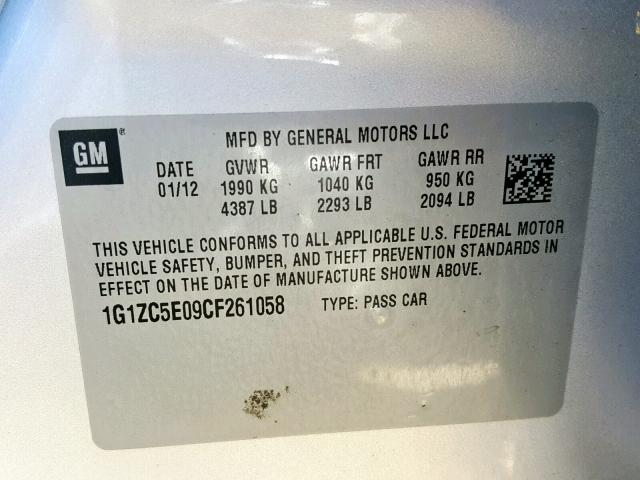 GM®
MFD BY GENERAL MOTORS LLC
DATE GVWR GAWR FRT GAWR RR
01/12 1990 KG 1040 KG 950 KG
4387 LB 2293 LB 2094 LB
THIS VEHICLE CONFORMS TO ALL APPLICABLE U.S. FEDERAL MOTOR
VEHICLE SAFETY, BUMPER, AND THEFT PREVENTION STANDARDS IN
EFFECT ON THE DATE OF MANUFACTURE SHOWN ABOVE.
1G1ZC5E09CF261058 TYPE: PASS CAR